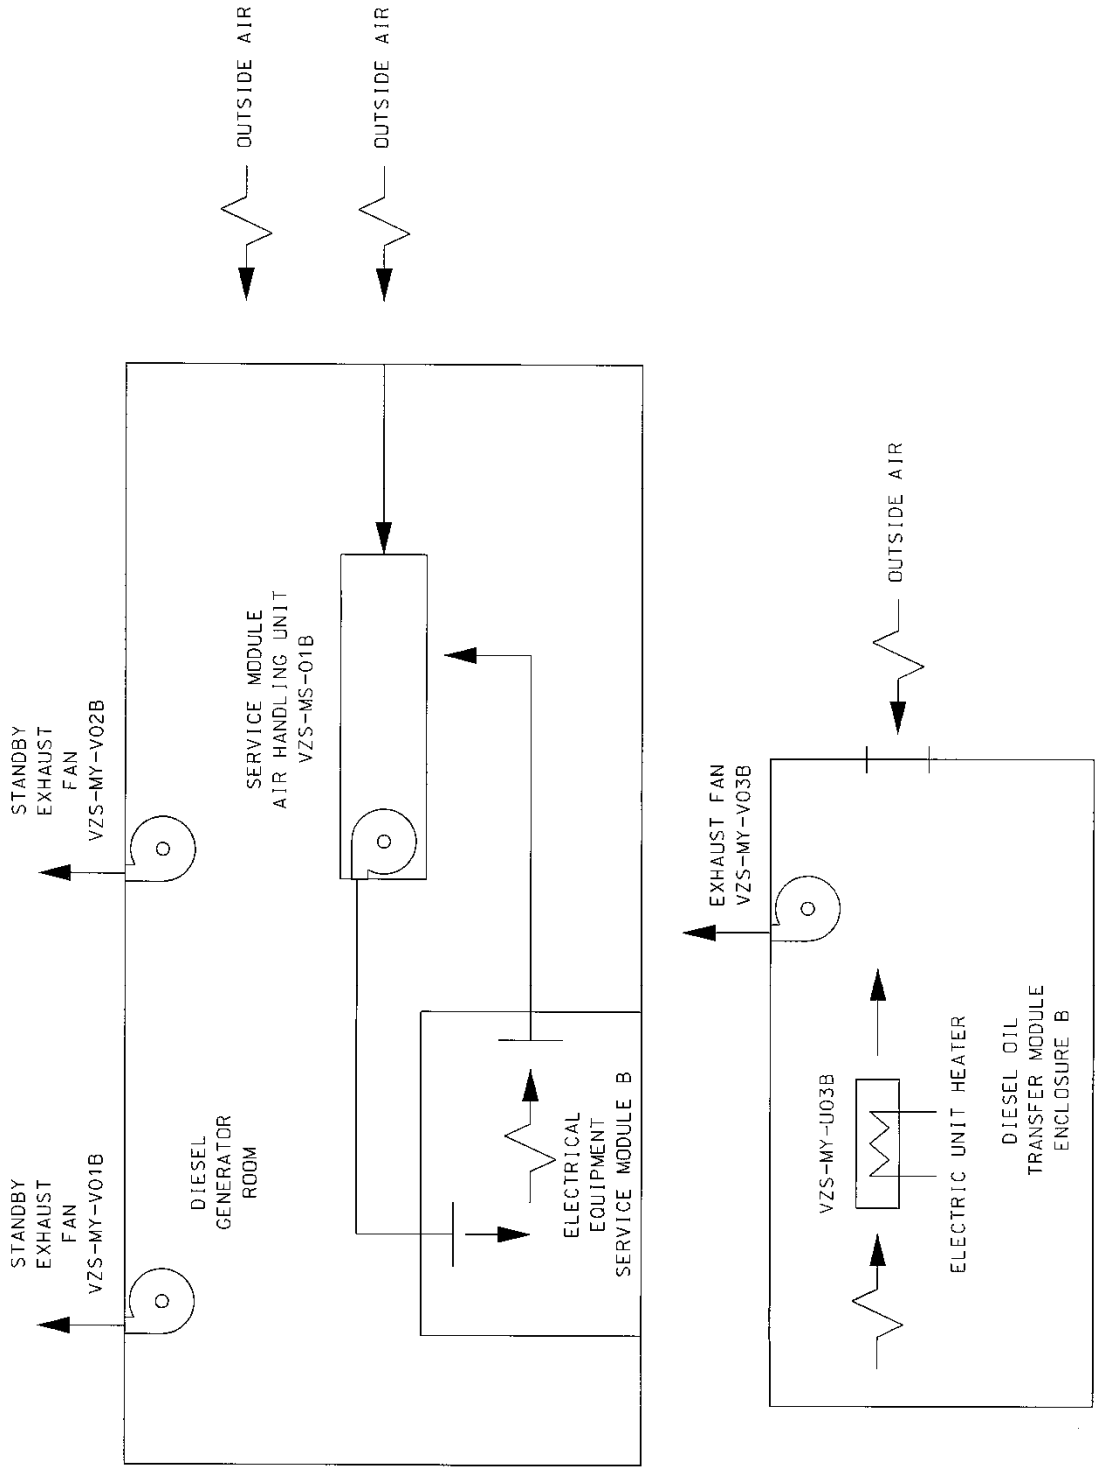 OUTSIDE AIR
OUTSIDE AIR
STANDBY
EXHAUST
FAN
VZS-MY-V01B
STANDBY
EXHAUST
FAN
VZS-MY-V02B
DIESEL
GENERATOR
ROOM
SERVICE MODULE
AIR HANDLING UNIT
VZS-MS-01B
ELECTRICAL
EQUIPMENT
SERVICE MODULE B
OUTSIDE AIR
EXHAUST FAN
VZS-MY-V03B
VZS-MY-U03B
ELECTRIC UNIT HEATER
DIESEL OIL
TRANSFER MODULE
ENCLOSURE B